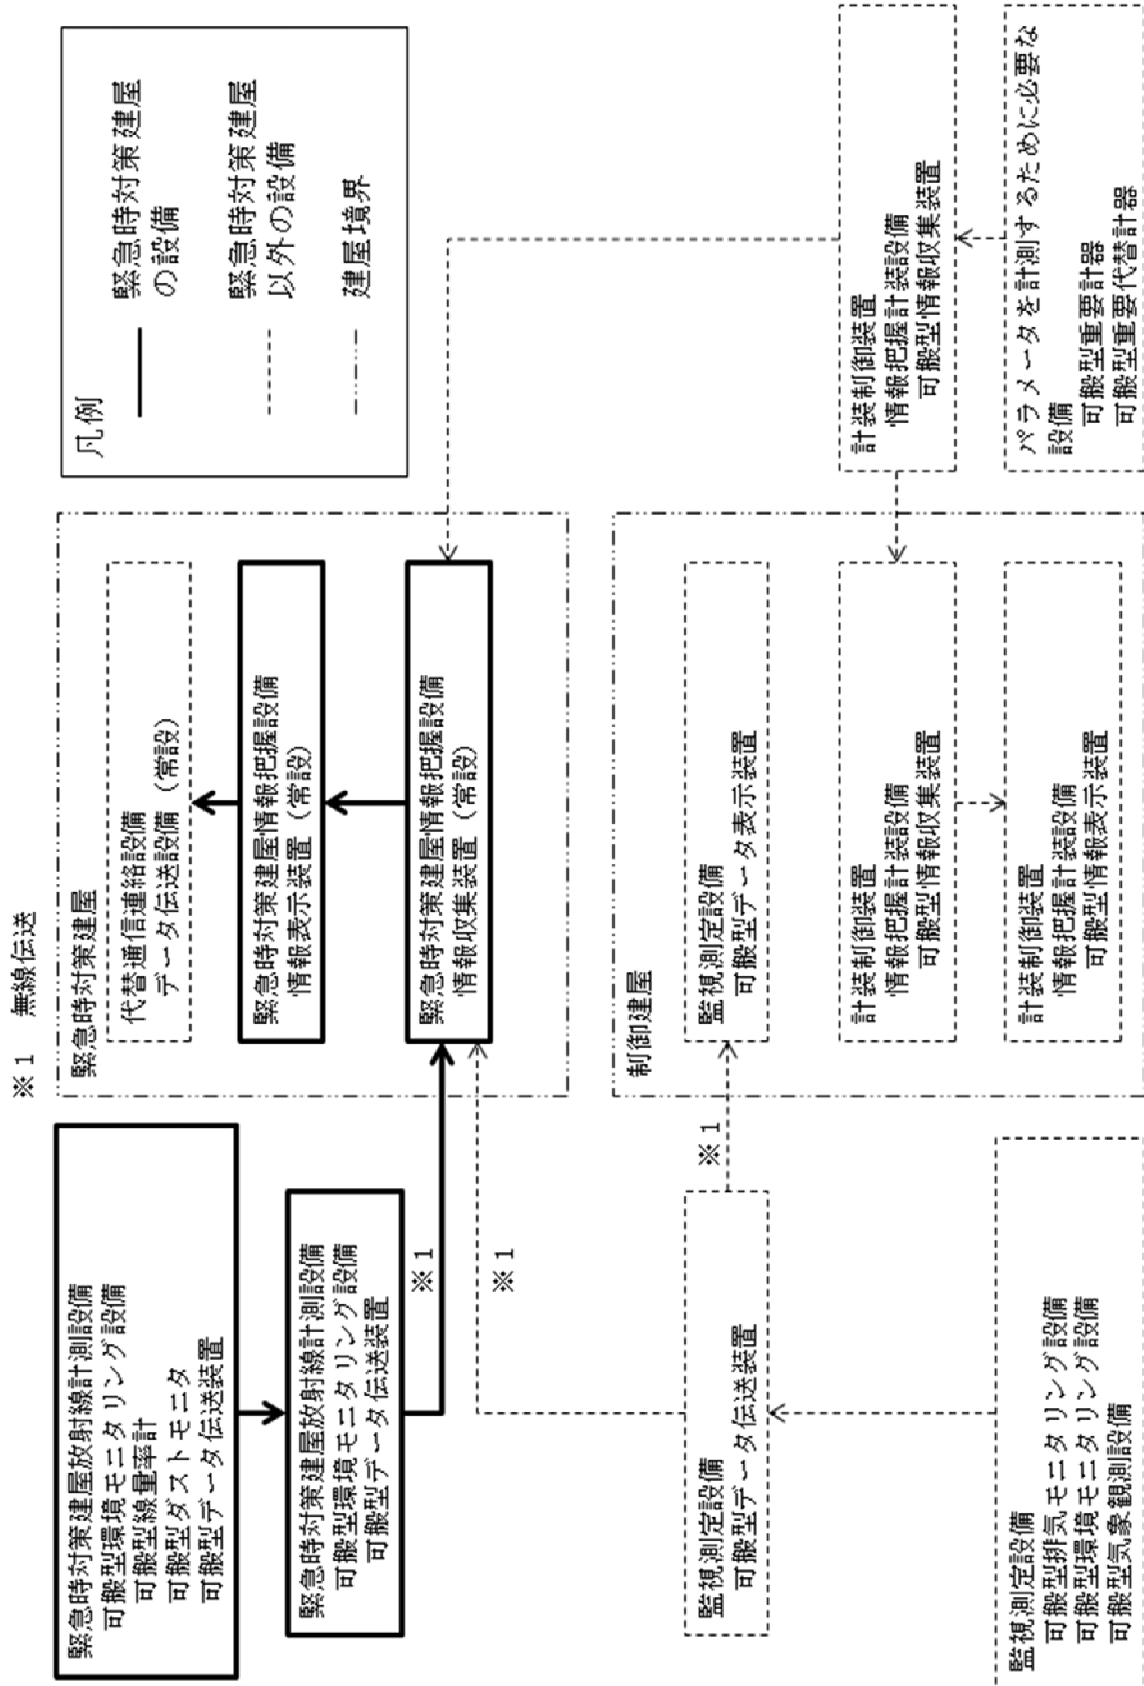 ※1 無線伝送
緊急時対策建屋放射線計測設備
可搬型環境モニタリング設備
可搬型線量率計
可搬型ダストモニタ
可搬型データ伝送装置
緊急時対策建屋放射線計測設備
可搬型環境モニタリング設備
可搬型データ伝送装置
※1
※1
監視測定設備
可搬型データ伝送装置
※1
監視測定設備
可搬型排気モニタリング設備
可搬型環境モニタリング設備
可搬型気象観測設備
緊急時対策建屋
代替通信連絡設備
データ伝送設備（常設）
緊急時対策建屋情報把握設備
情報表示装置（常設）
緊急時対策建屋情報把握設備
情報収集装置（常設）
制御建屋
監視測定設備
可搬型データ表示装置
計装制御装置
情報把握計装設備
可搬型情報収集装置
計装制御装置
情報把握計装設備
可搬型情報表示装置
凡例
緊急時対策建屋
の設備
緊急時対策建屋
以外の設備
建屋境界
計装制御装置
情報把握計装設備
可搬型情報収集装置
パラメータを計測するために必要な
設備
可搬型重要計器
可搬型重要代替計器